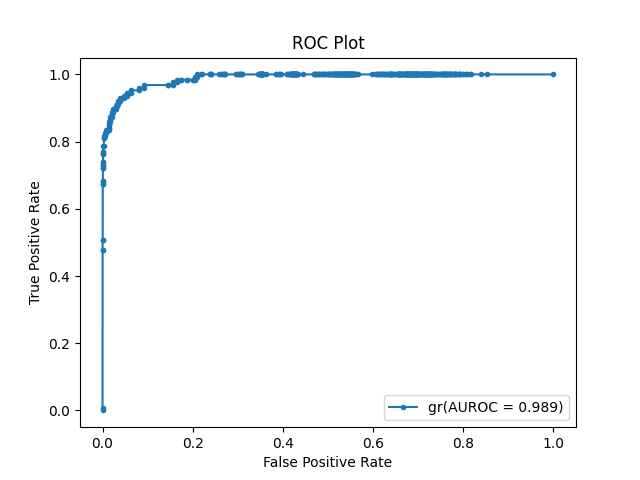 ROC Plot
True Positive Rate
1.0
0.8
0.6
0.4
0.2
0.0
gr(AUROC = 0.989)
0.0 0.2 0.4 0.6 0.8 1.0
False Positive Rate